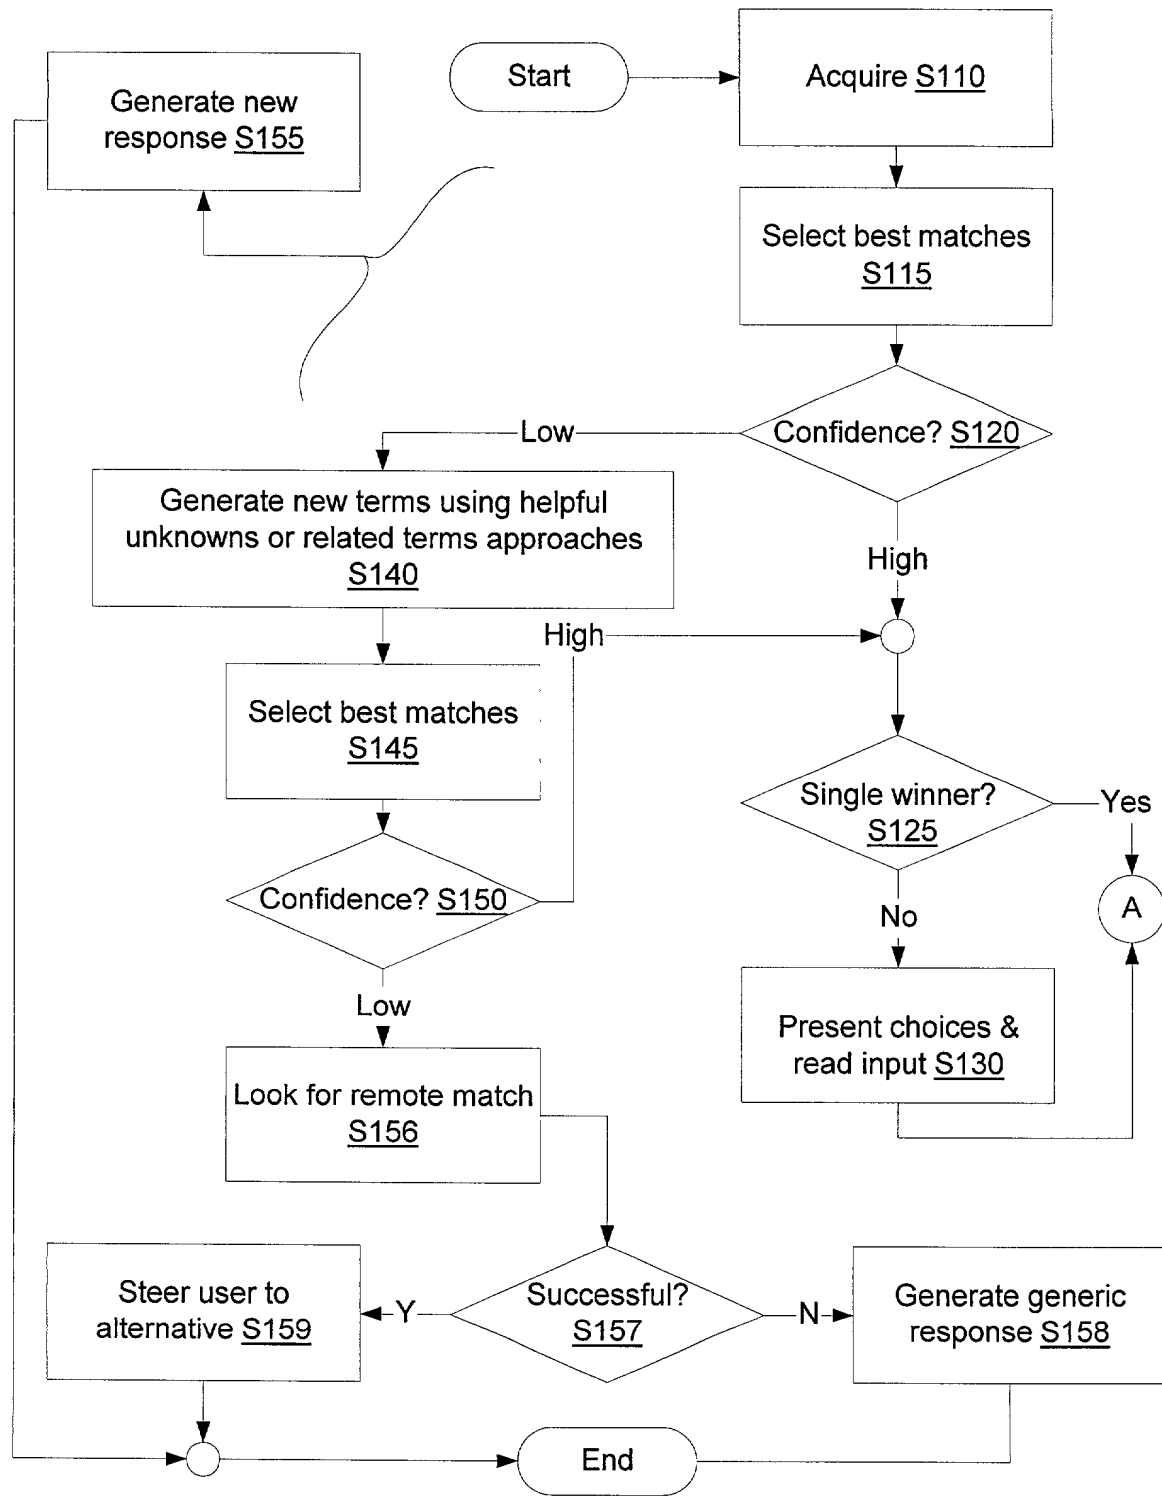 Start
Acquire S110
Generate new
response S155
Select best matches
S115
Confidence? S120
Low
Generate new terms using helpful
unknowns or related terms approaches
S140
High
High
Select best matches
S145
Single winner?
S125
Yes
A
Confidence? S150
No
Low
Present choices &
read input S130
Look for remote match
S156
Steer user to
alternative S159
Y
Successful?
S157
N
Generate generic
response S158
End